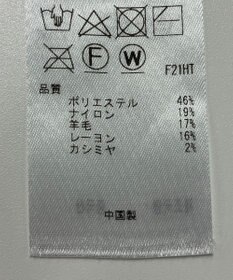 F
W
F21HT
品質
ポリエステル 46%
ナイロン 19%
羊毛 17%
レーヨン 16%
カシミヤ 2%
中国製